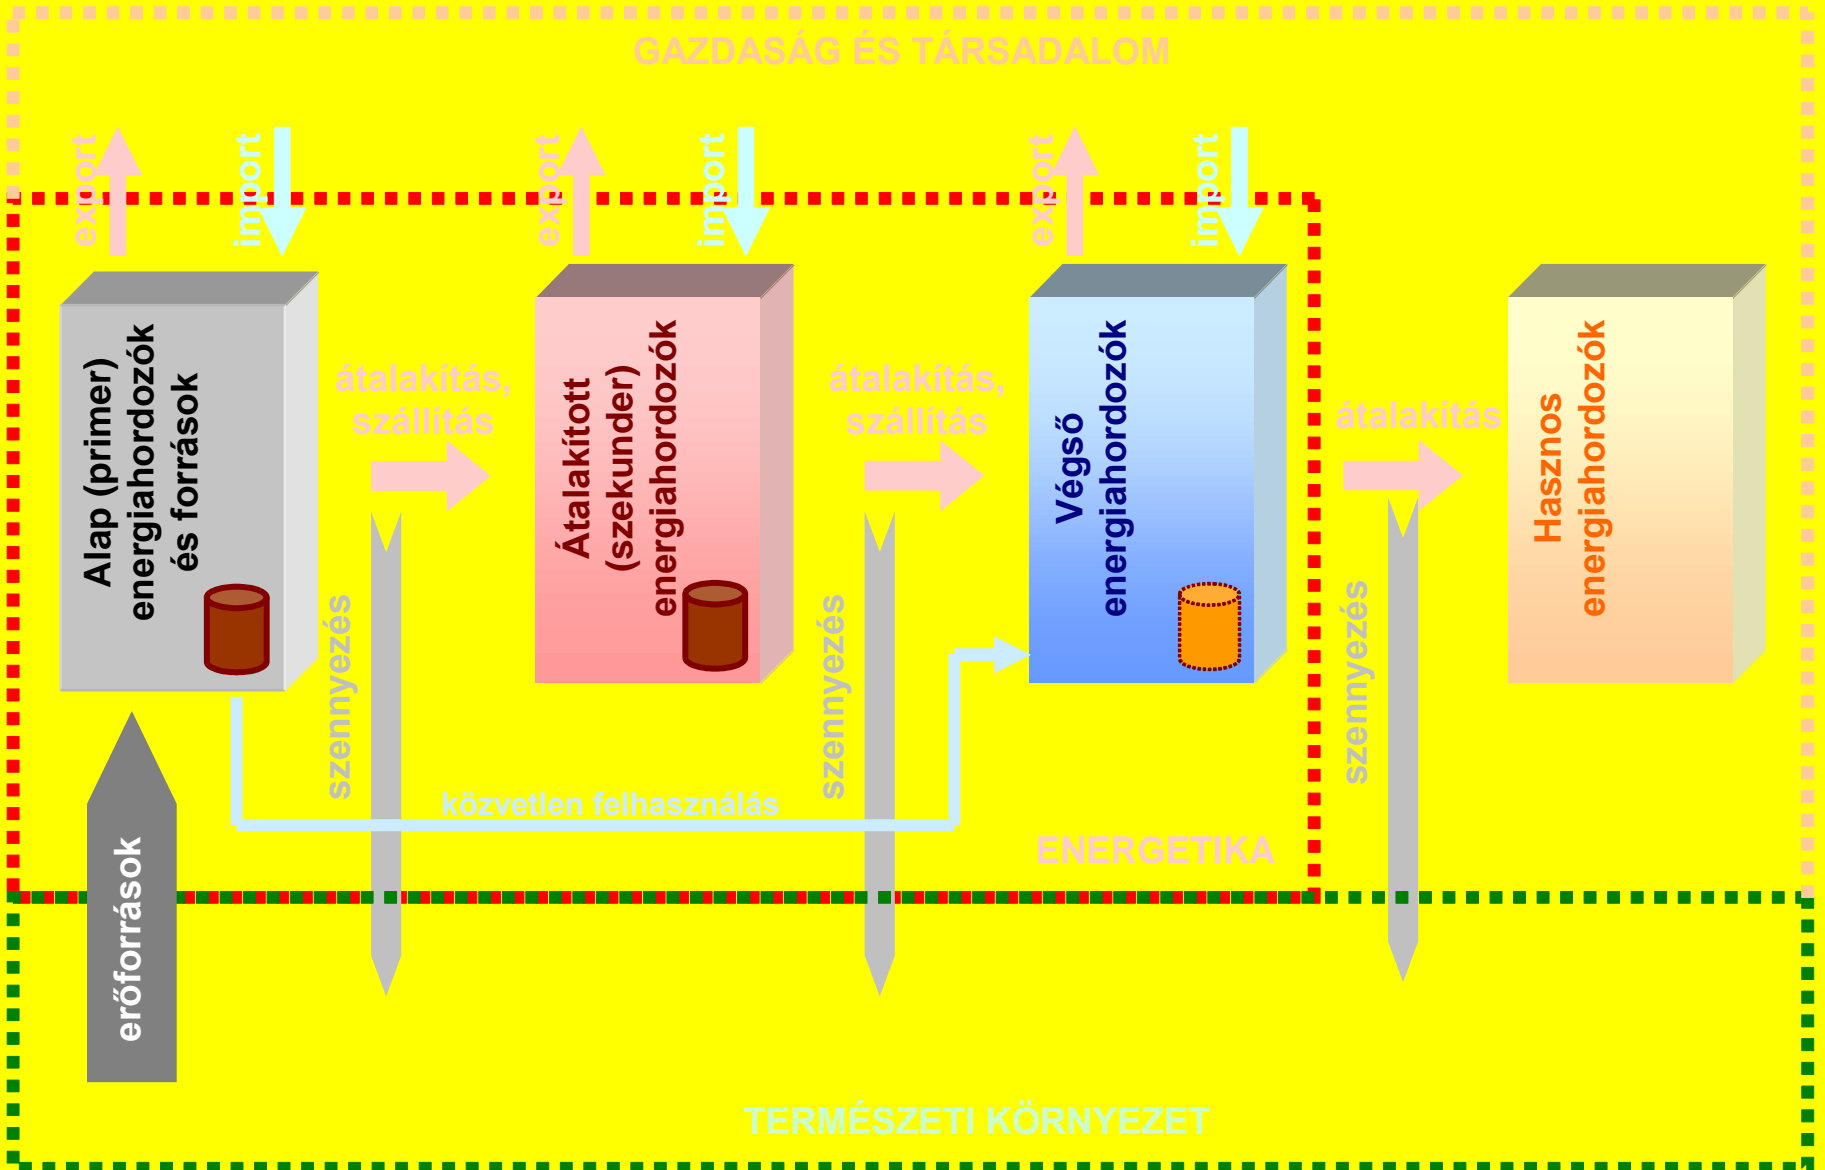 GAZDASÁG ÉS TÁRSADALOM
export
import
export
import
export
import
Alap (primer)
energiahordozók
és források
átalakítás,
szállítás
Átalakított
(szekunder)
energiahordozók
átalakítás,
szállítás
Végső
energiahordozók
átalakítás
Hasznos
energiahordozók
szennyezés
szennyezés
szennyezés
közvetlen felhasználás
ENERGETIKA
erőforrások
TERMÉSZETI KÖRNYEZET